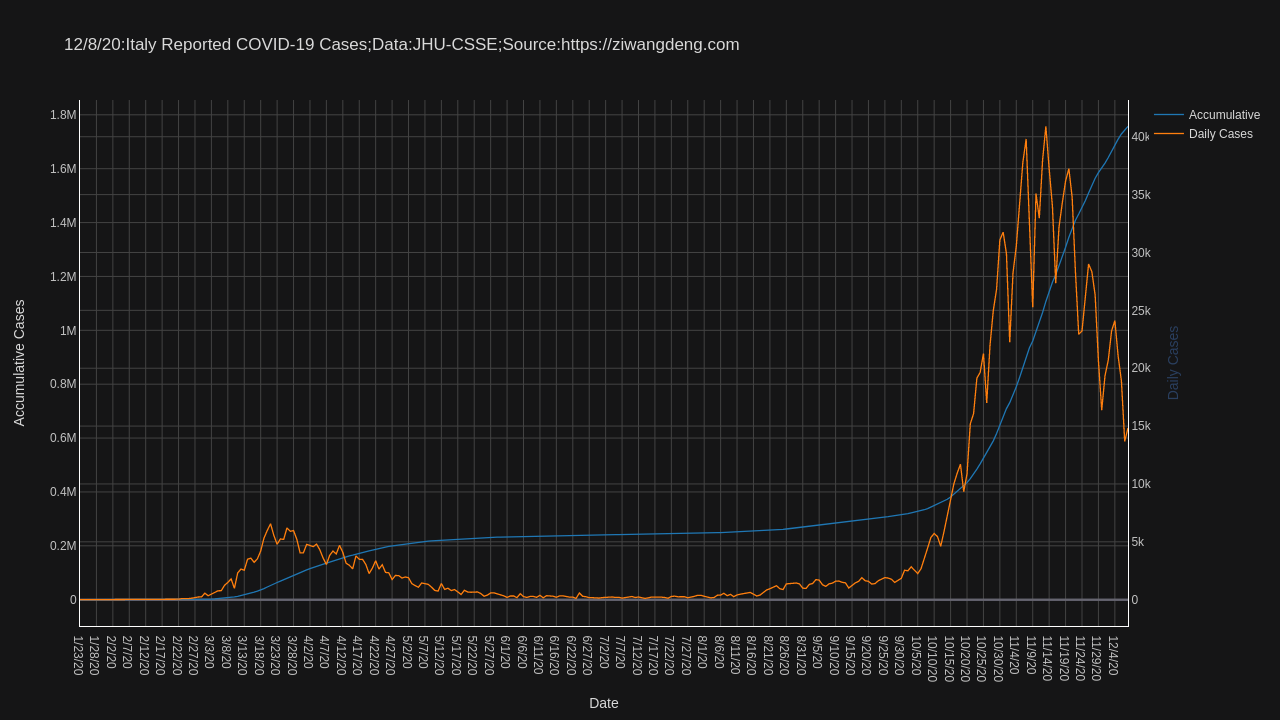 12/8/20:Italy Reported COVID-19 Cases;Data:JHU-CSSE;Source:https://ziwangdeng.com
Accumulative
Daily Cases
1.8M
1.6M
1.4M
1.2M
1M
0.8M
0.6M
0.4M
0.2M
0
Accumulative Cases
40k
35k
30k
25k
20k
15k
10k
5k
0
Daily Cases
1/23/20
1/28/20
2/2/20
2/7/20
2/12/20
2/17/20
2/22/20
2/27/20
3/3/20
3/8/20
3/13/20
3/18/20
3/23/20
3/28/20
4/2/20
4/7/20
4/12/20
4/17/20
4/22/20
4/27/20
5/2/20
5/7/20
5/12/20
5/17/20
5/22/20
5/27/20
6/1/20
6/6/20
6/11/20
6/16/20
6/22/20
6/27/20
7/2/20
7/7/20
7/12/20
7/17/20
7/22/20
7/27/20
8/1/20
8/6/20
8/11/20
8/16/20
8/21/20
8/26/20
8/31/20
9/5/20
9/10/20
9/15/20
9/20/20
9/25/20
9/30/20
10/5/20
10/10/20
10/15/20
10/20/20
10/25/20
10/30/20
11/4/20
11/9/20
11/14/20
11/19/20
11/24/20
11/29/20
12/4/20
Date